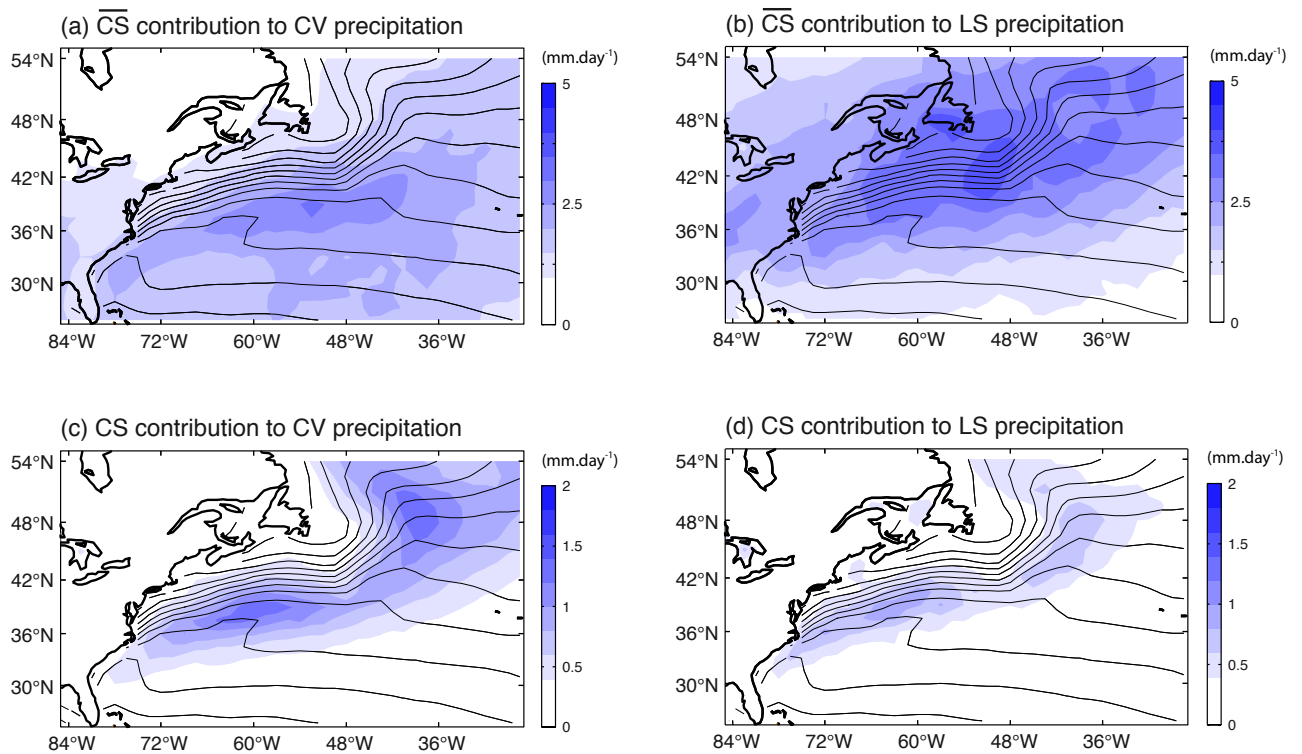 (a) C̅S̅ contribution to CV precipitation
(mm.day⁻¹)
54°N
48°N
42°N
36°N
30°N
84°W 72°W 60°W 48°W 36°W
5
2.5
0
(b) C̅S̅ contribution to LS precipitation
(mm.day⁻¹)
54°N
48°N
42°N
36°N
30°N
84°W 72°W 60°W 48°W 36°W
5
2.5
0
(c) CS contribution to CV precipitation
(mm.day⁻¹)
54°N
48°N
42°N
36°N
30°N
84°W 72°W 60°W 48°W 36°W
2
1.5
1
0.5
0
(d) CS contribution to LS precipitation
(mm.day⁻¹)
54°N
48°N
42°N
36°N
30°N
84°W 72°W 60°W 48°W 36°W
2
1.5
1
0.5
0